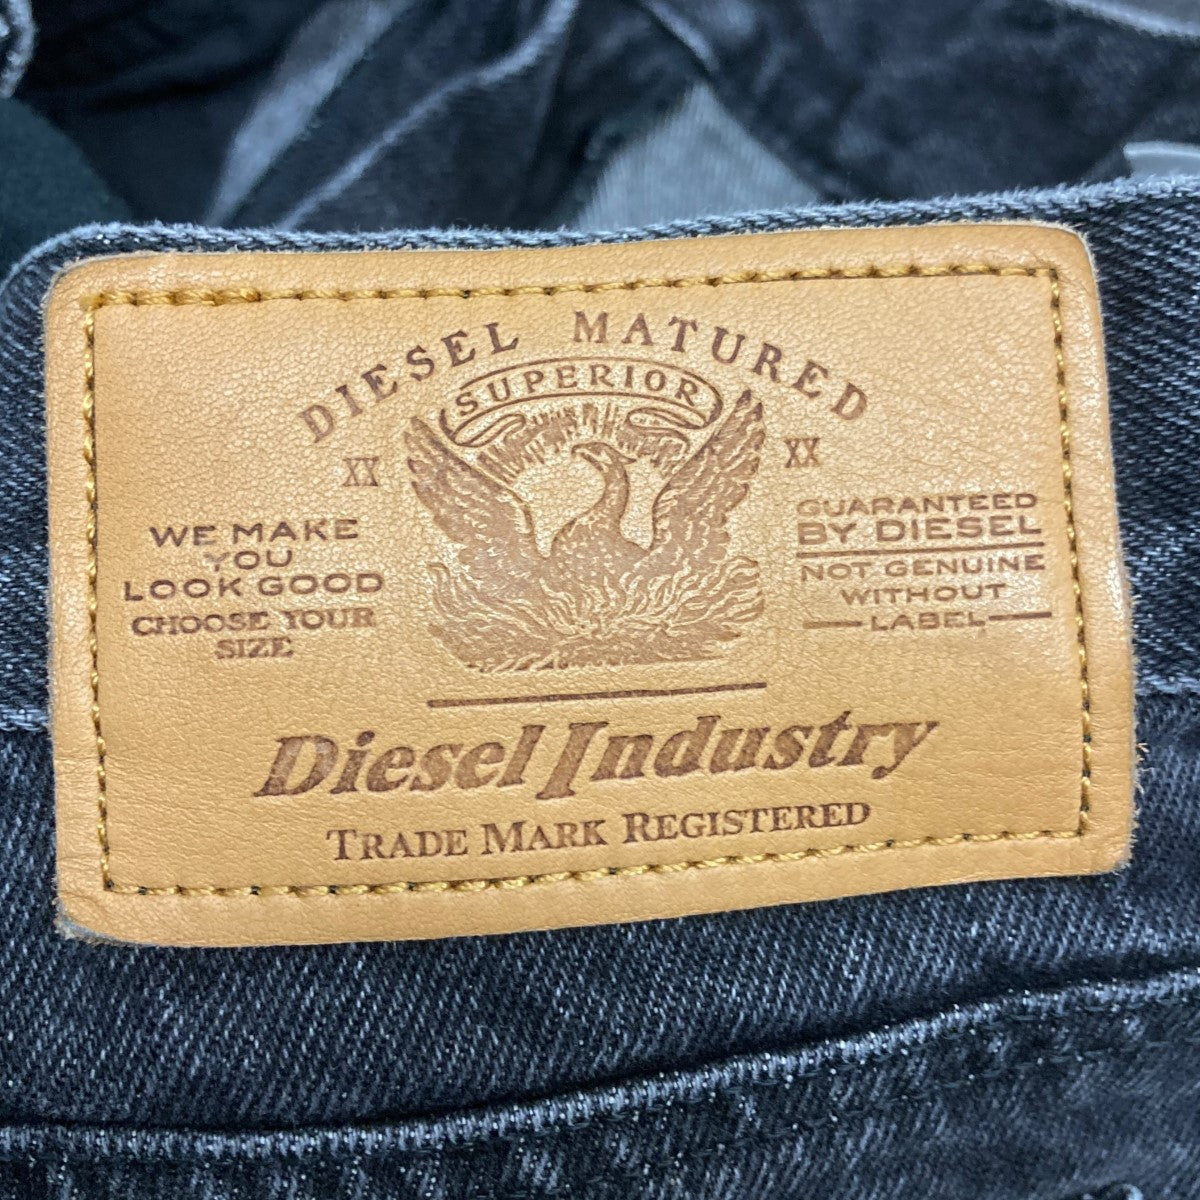 DIESEL MATURED
SUPERIOR
XX
XX
WE MAKE
YOU
LOOK GOOD
CHOOSE YOUR
SIZE
GUARANTEED
BY DIESEL
NOT GENUINE
WITHOUT
LABEL
Diesel Industry
TRADE MARK REGISTERED